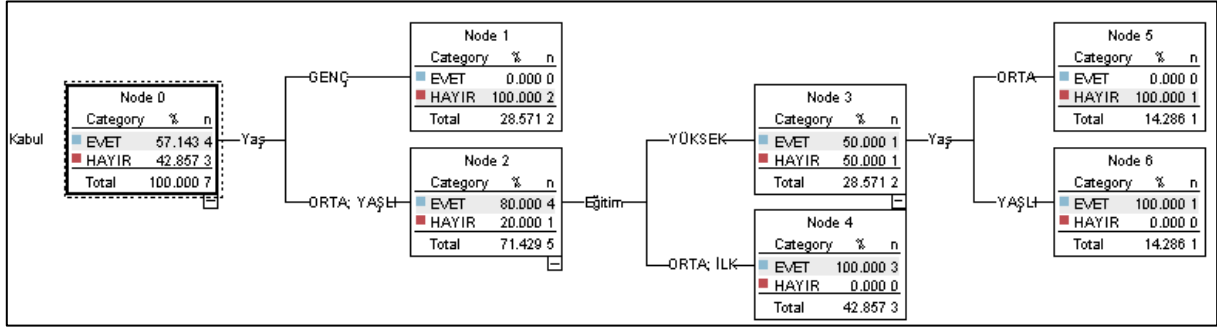 Kabul
Node 0
Category % n
EVET 57.143 4
HAYIR 42.857 3
Total 100.000 7
Yaş
GENÇ
Node 1
Category % n
EVET 0.000 0
HAYIR 100.000 2
Total 28.571 2
ORTA; YAŞLI
Node 2
Category % n
EVET 80.000 4
HAYIR 20.000 1
Total 71.429 5
Eğitim
YÜKSEK
Node 3
Category % n
EVET 50.000 1
HAYIR 50.000 1
Total 28.571 2
ORTA; İLK
Node 4
Category % n
EVET 100.000 3
HAYIR 0.000 0
Total 42.857 3
Yaş
ORTA
Node 5
Category % n
EVET 0.000 0
HAYIR 100.000 1
Total 14.286 1
YAŞLI
Node 6
Category % n
EVET 100.000 1
HAYIR 0.000 0
Total 14.286 1